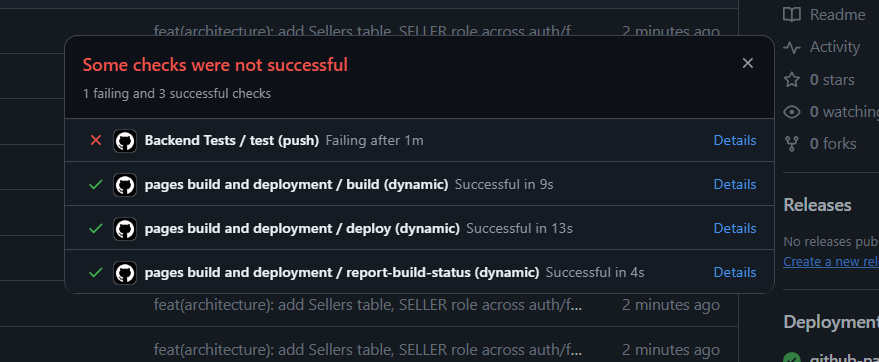 feat(architecture): add Sellers table, SELLER role across auth/f... 2 minutes ago
Readme
Activity
0 stars
0 watching
0 forks
Some checks were not successful
1 failing and 3 successful checks
Backend Tests / test (push) Failing after 1m Details
pages build and deployment / build (dynamic) Successful in 9s Details
pages build and deployment / deploy (dynamic) Successful in 13s Details
pages build and deployment / report-build-status (dynamic) Successful in 4s Details
Releases
No releases pub
Create a new rel
feat(architecture): add Sellers table, SELLER role across auth/f... 2 minutes ago
Deployment
feat(architecture): add Sellers table, SELLER role across auth/f... 2 minutes ago
github-pa